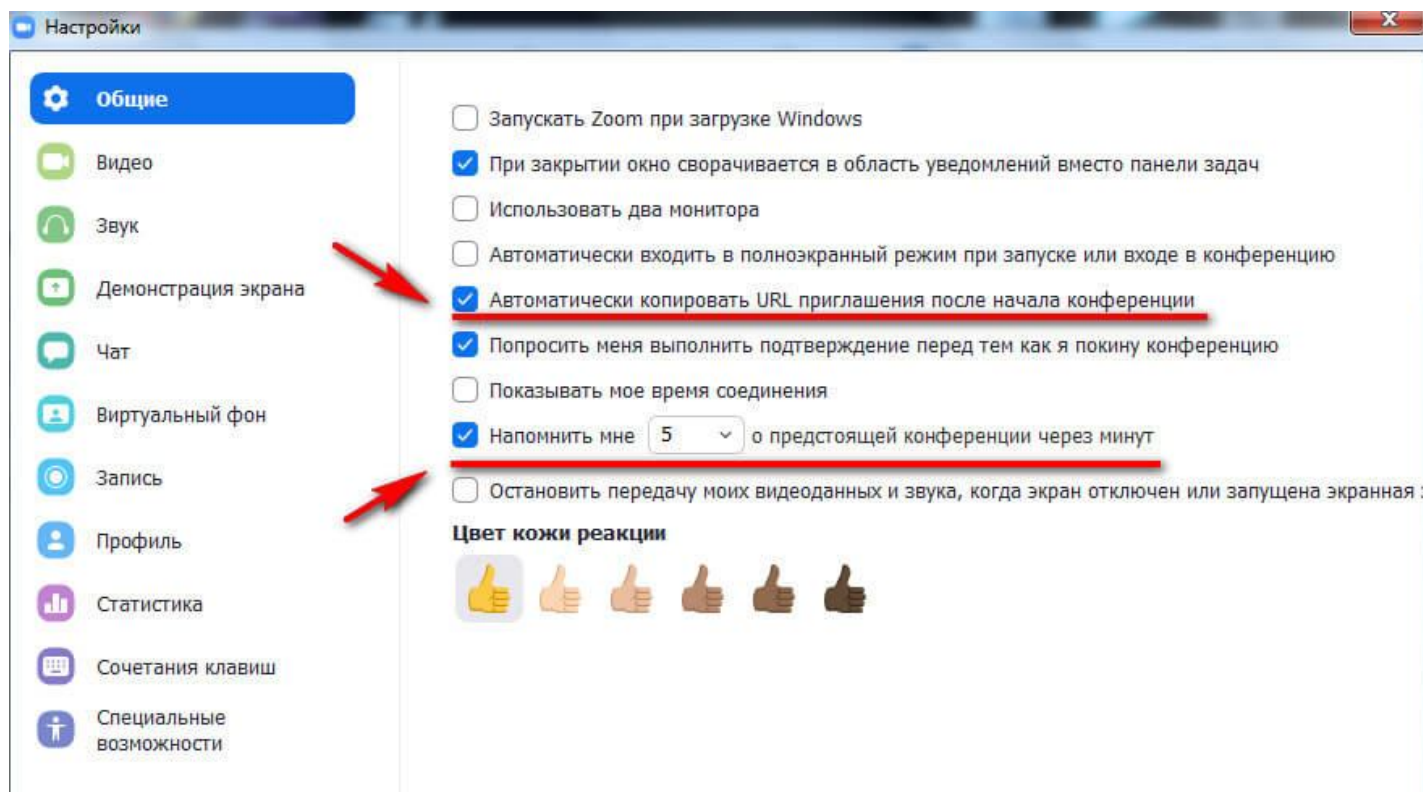 Настройки
Общие
Видео
Звук
Демонстрация экрана
Чат
Виртуальный фон
Запись
Профиль
Статистика
Сочетания клавиш
Специальные
возможности
Запускать Zoom при загрузке Windows
При закрытии окно сворачивается в область уведомлений вместо панели задач
Использовать два монитора
Автоматически входить в полноэкранный режим при запуске или входе в конференцию
Автоматически копировать URL приглашения после начала конференции
Попросить меня выполнить подтверждение перед тем как я покину конференцию
Показывать мое время соединения
Напомнить мне 5 о предстоящей конференции через минут
Остановить передачу моих видеоданных и звука, когда экран отключен или запущена экранная
Цвет кожи реакции